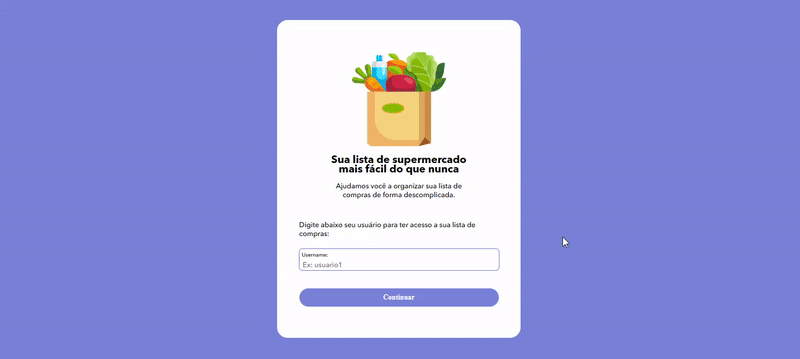 Sua lista de supermercado
mais fácil do que nunca
Ajudamos você a organizar sua lista de
compras de forma descomplicada.
Digite abaixo seu usuário para ter acesso a sua lista de
compras:
Username:
Ex: usuario1
Continuar